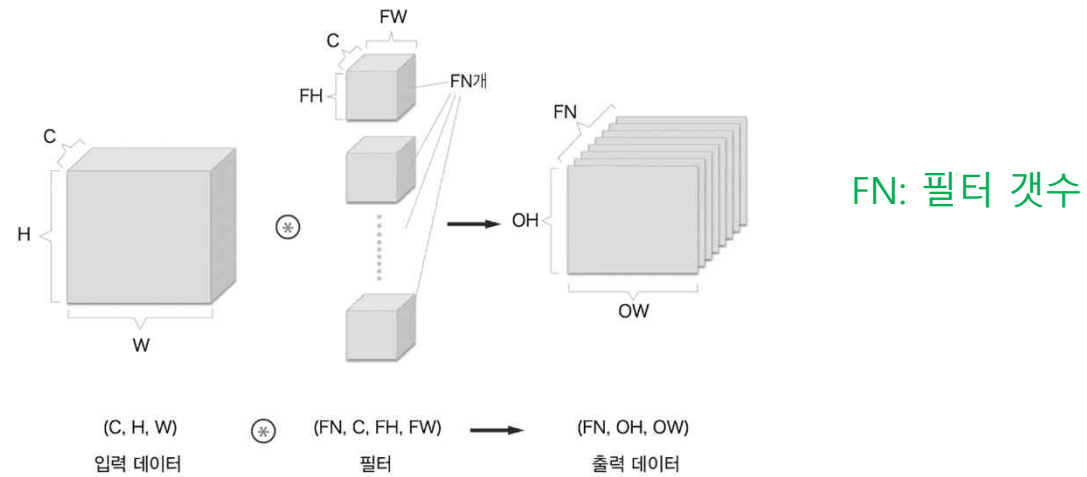 FW
C
FH
FN개
C
H
W
FN
OH
OW
FN: 필터 갯수
(C, H, W)
(FN, C, FH, FW)
(FN, OH, OW)
입력 데이터
필터
출력 데이터